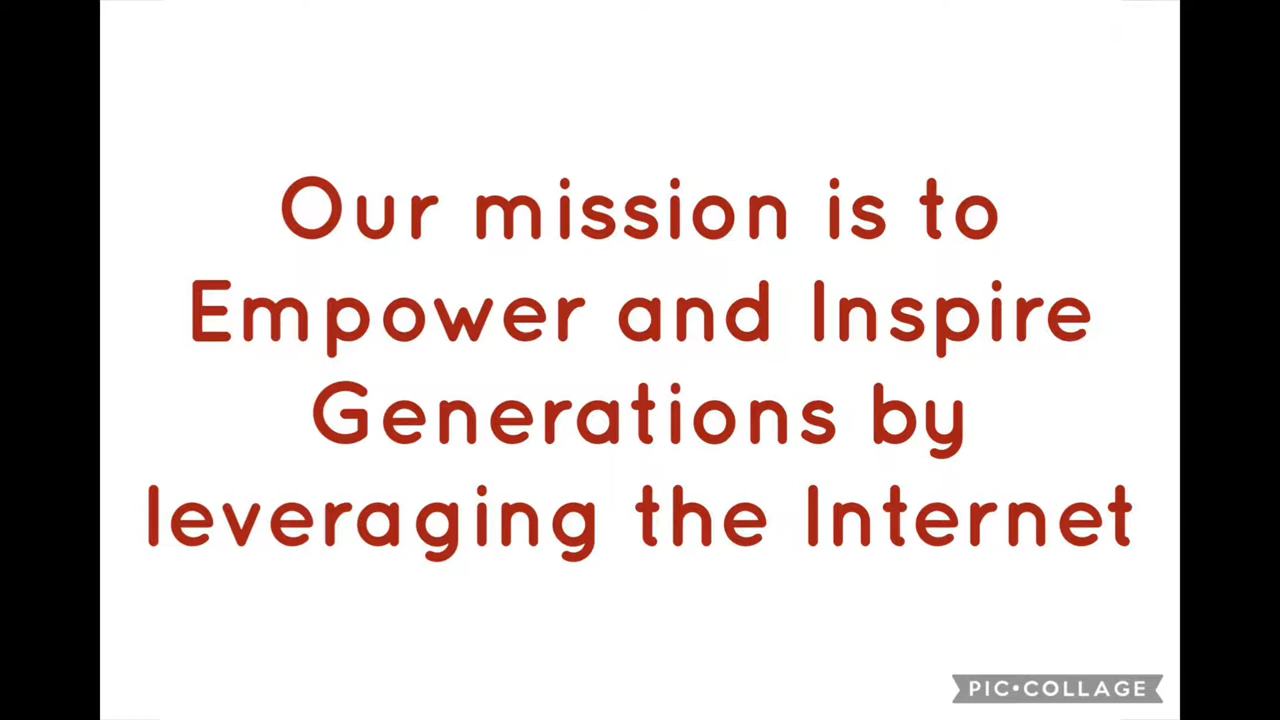 Our mission is to
Empower and Inspire
Generations by
leveraging the Internet
PIC•COLLAGE